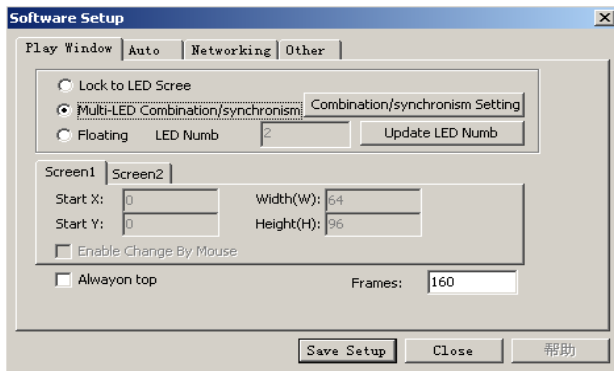 Software Setup
Play Window Auto Networking Other
Lock to LED Scree
Multi-LED Combination/synchronism Combination/synchronism Setting
Floating LED Numb 2 Update LED Numb
Screen1 Screen2
Start X: 0 Width(W): 64
Start Y: 0 Height(H): 96
Enable Change By Mouse
Alwayon top Frames: 160
Save Setup Close 帮助